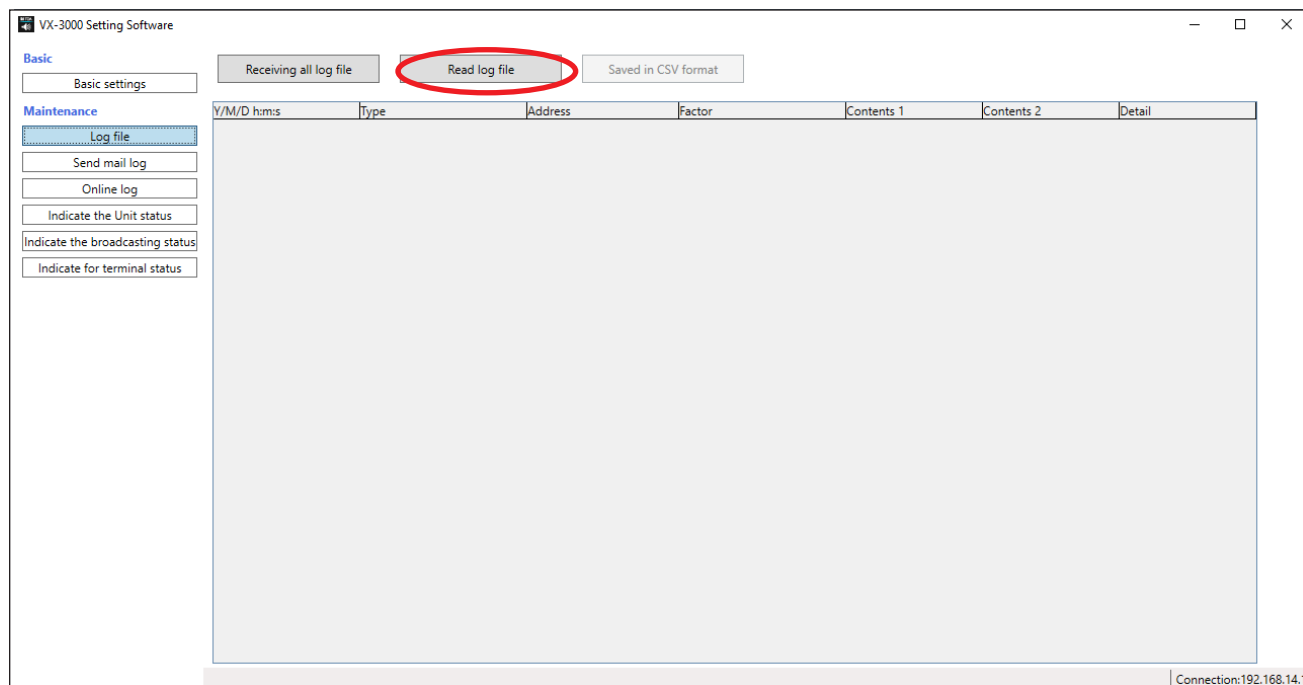 VX-3000 Setting Software
Basic
Basic settings
Maintenance
Log file
Send mail log
Online log
Indicate the Unit status
Indicate the broadcasting status
Indicate for terminal status
Receiving all log file Read log file Saved in CSV format
Y/M/D h:m:s Type Address Factor Contents 1 Contents 2 Detail
Connection:192.168.14.